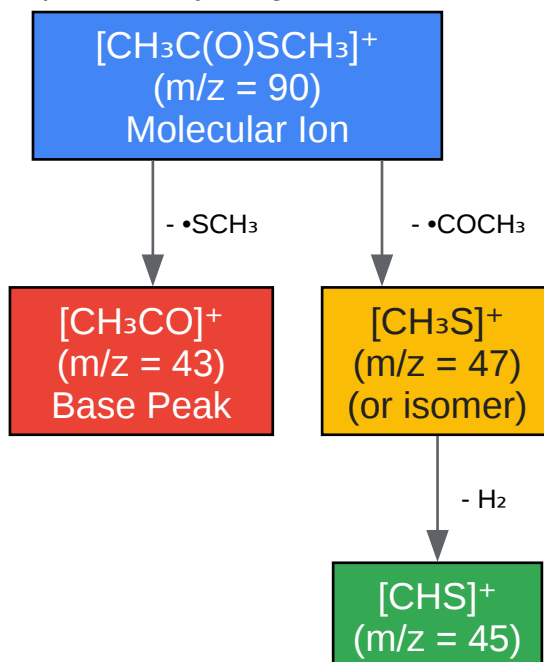 [CH₃C(O)SCH₃]⁺
(m/z = 90)
Molecular Ion
- •SCH₃
- •COCH₃
[CH₃CO]⁺
(m/z = 43)
Base Peak
[CH₃S]⁺
(m/z = 47)
(or isomer)
- H₂
[CHS]⁺
(m/z = 45)